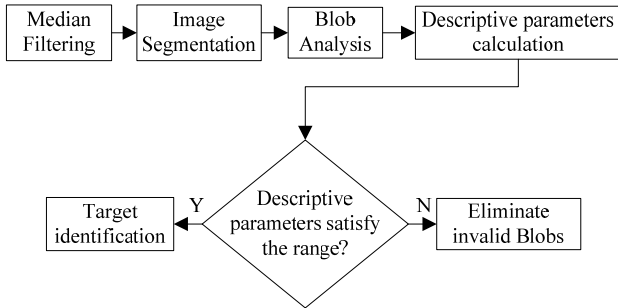 Median
Filtering
Image
Segmentation
Blob
Analysis
Descriptive parameters
calculation
Descriptive
parameters satisfy
the range?
Y
N
Target
identification
Eliminate
invalid Blobs